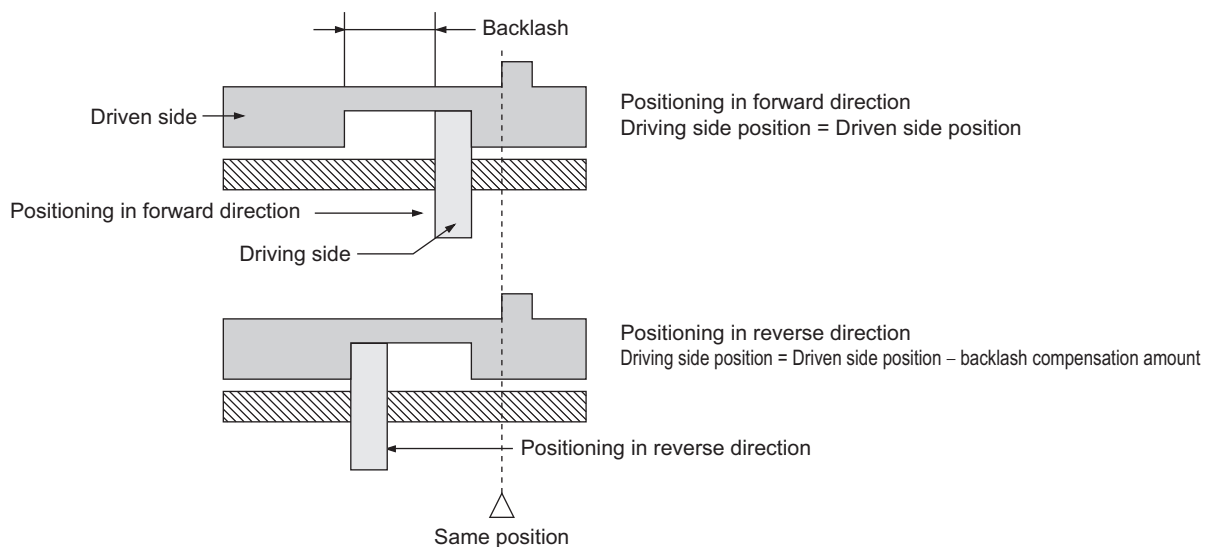 Backlash
Driven side
Positioning in forward direction
Driving side position = Driven side position
Positioning in forward direction
Driving side
Positioning in reverse direction
Driving side position = Driven side position – backlash compensation amount
Positioning in reverse direction
Same position